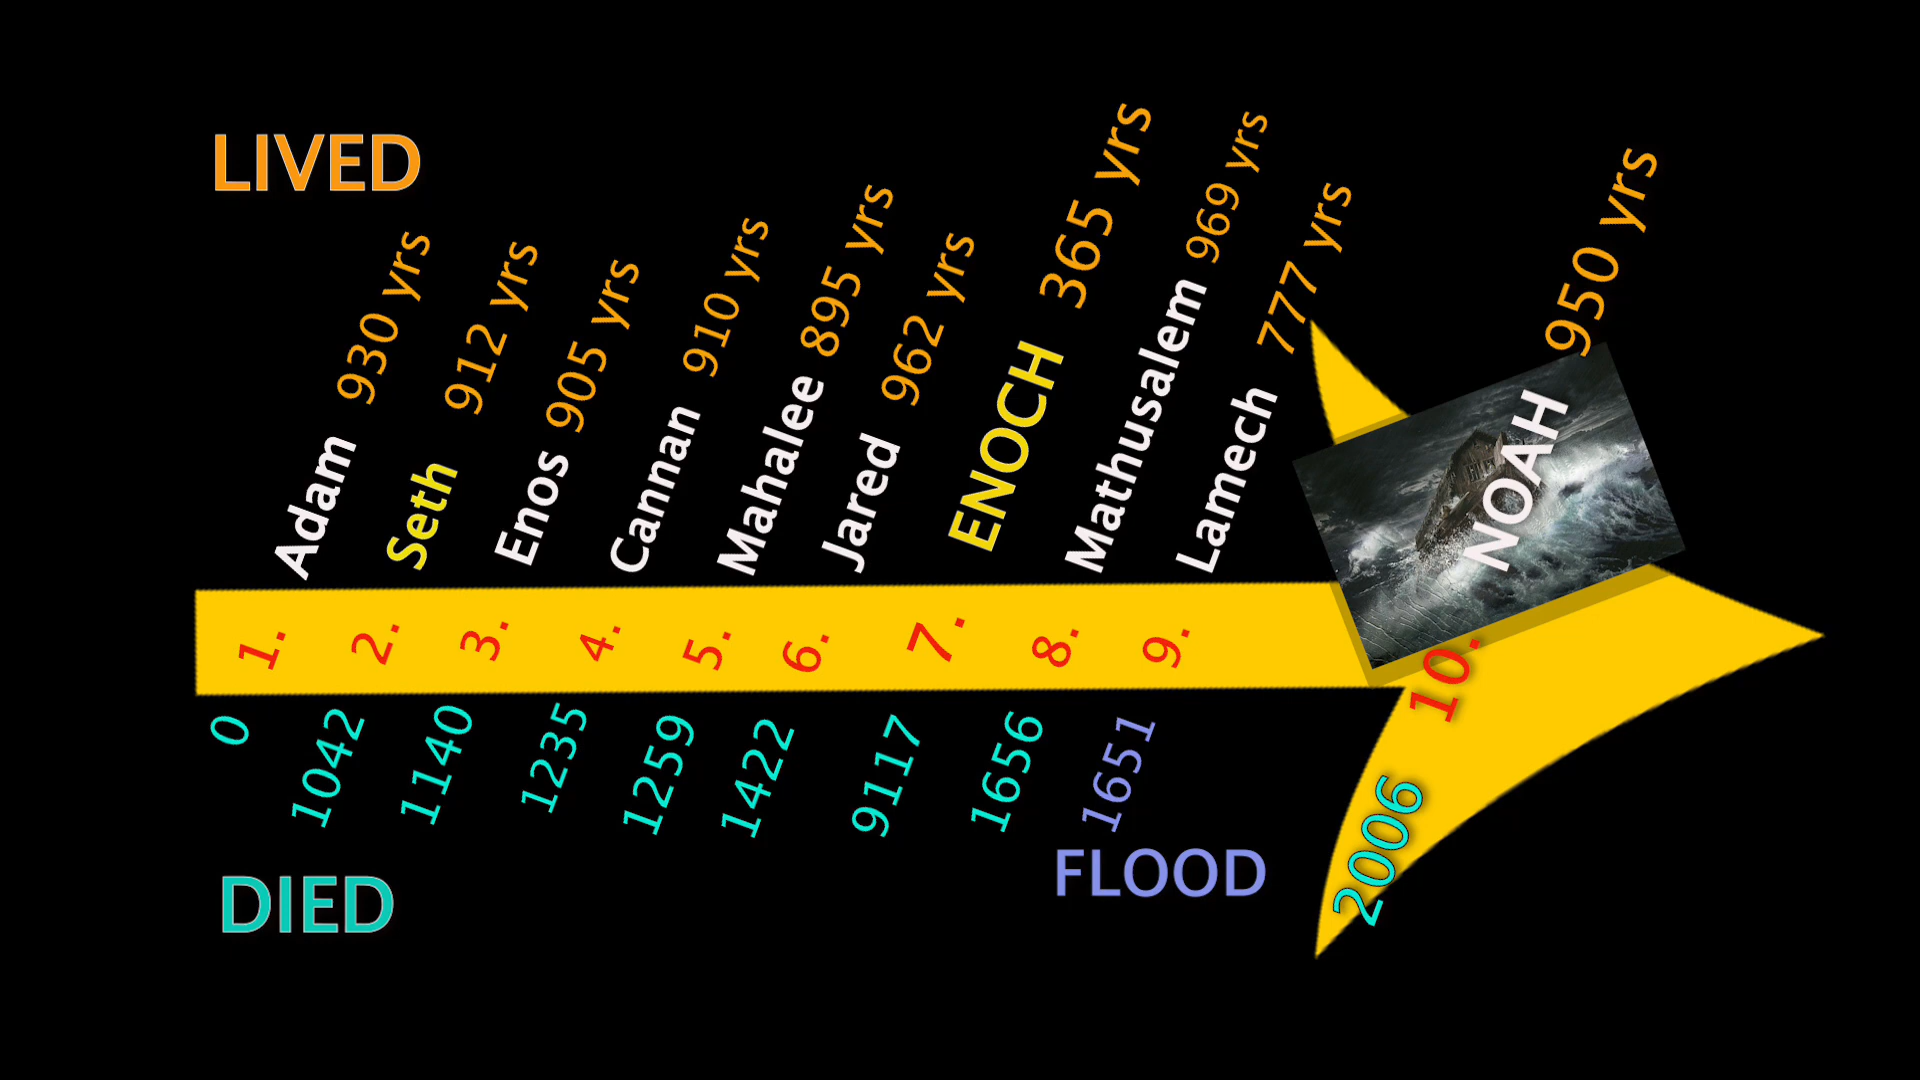 LIVED
Adam 930 yrs
Seth 912 yrs
Enos 905 yrs
Cannan 910 yrs
Mahalee 895 yrs
Jared 962 yrs
ENOCH 365 yrs
Mathusalem 969 yrs
Lamech 777 yrs
NOAH 950 yrs
1.
2.
3.
4.
5.
6.
7.
8.
9.
10.
0
1042
1140
1235
1259
1422
9117
1656
1651
2006
FLOOD
DIED